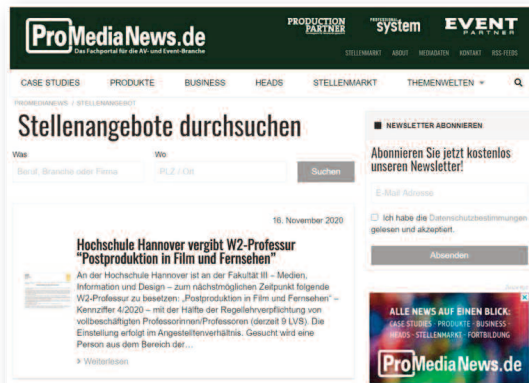 ProMediaNews.de
Das Fachportal für die AV- und Event-Branche
PRODUCTION PARTNER
PROFESSIONAL system
EVENT PARTNER
STELLENMARKT ABOUT MEDIADATEN KONTAKT RSS-FEEDS
CASE STUDIES PRODUKTE BUSINESS HEADS STELLENMARKT THEMENWELTEN
PROMEDIANEWS / STELLENANGEBOT
Stellenangebote durchsuchen
Was Wo
Beruf, Branche oder Firma PLZ / Ort Suchen
16. November 2020
Hochschule Hannover vergibt W2-Professur
“Postproduktion in Film und Fernsehen”
An der Hochschule Hannover ist an der Fakultät III – Medien,
Information und Design – zum nächstmöglichen Zeitpunkt folgende
W2-Professur zu besetzen: „Postproduktion in Film und Fernsehen“ –
Kennziffer 4/2020 – mit der Hälfte der Regellehrverpflichtung von
vollbeschäftigten Professorinnen/Professoren (derzeit 9 LVS). Die
Einstellung erfolgt im Angestelltenverhältnis. Gesucht wird eine
Person aus dem Bereich der…
> Weiterlesen
NEWSLETTER ABONNIEREN
Abonnieren Sie jetzt kostenlos
unseren Newsletter!
E-Mail Adresse
Ich habe die Datenschutzbestimmungen
gelesen und akzeptiert.
Absenden
ALLE NEWS AUF EINEN BLICK:
CASE STUDIES · PRODUKTE · BUSINESS ·
HEADS · STELLENMARKT · FORTBILDUNG
ProMediaNews.de